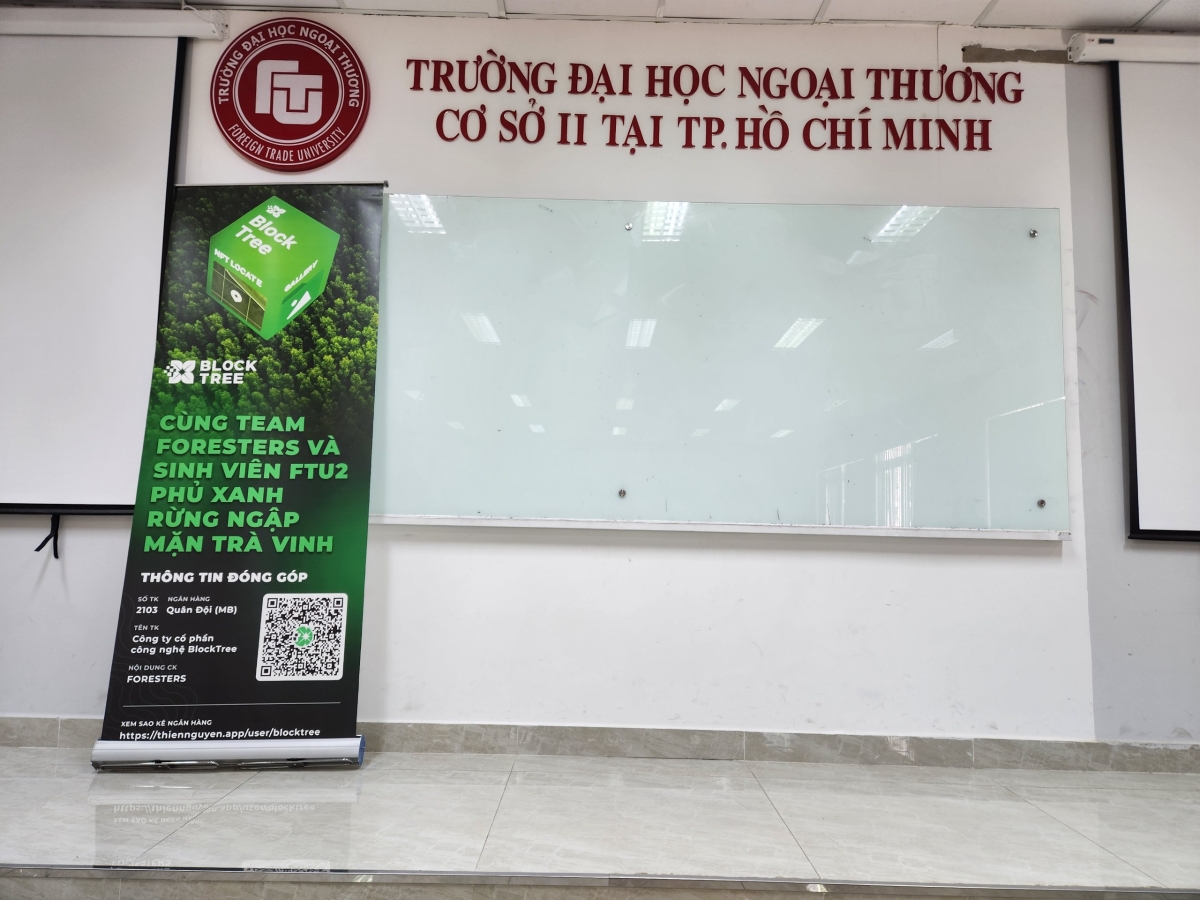 TRƯỜNG ĐẠI HỌC NGOẠI THƯƠNG
FTU
FOREIGN TRADE UNIVERSITY
TRƯỜNG ĐẠI HỌC NGOẠI THƯƠNG
CƠ SỞ II TẠI TP. HỒ CHÍ MINH
Block
Tree
NFT LOCATE
GALLERY
BLOCK
TREE
CÙNG TEAM
FORESTERS VÀ
SINH VIÊN FTU2
PHỦ XANH
RỪNG NGẬP
MẶN TRÀ VINH
THÔNG TIN ĐÓNG GÓP
SỐ TK NGÂN HÀNG
2103 Quân Đội (MB)
TÊN TK
Công ty cổ phần
công nghệ BlockTree
NỘI DUNG CK
FORESTERS
XEM SAO KÊ NGÂN HÀNG
https://thiennguyen.app/user/blocktree